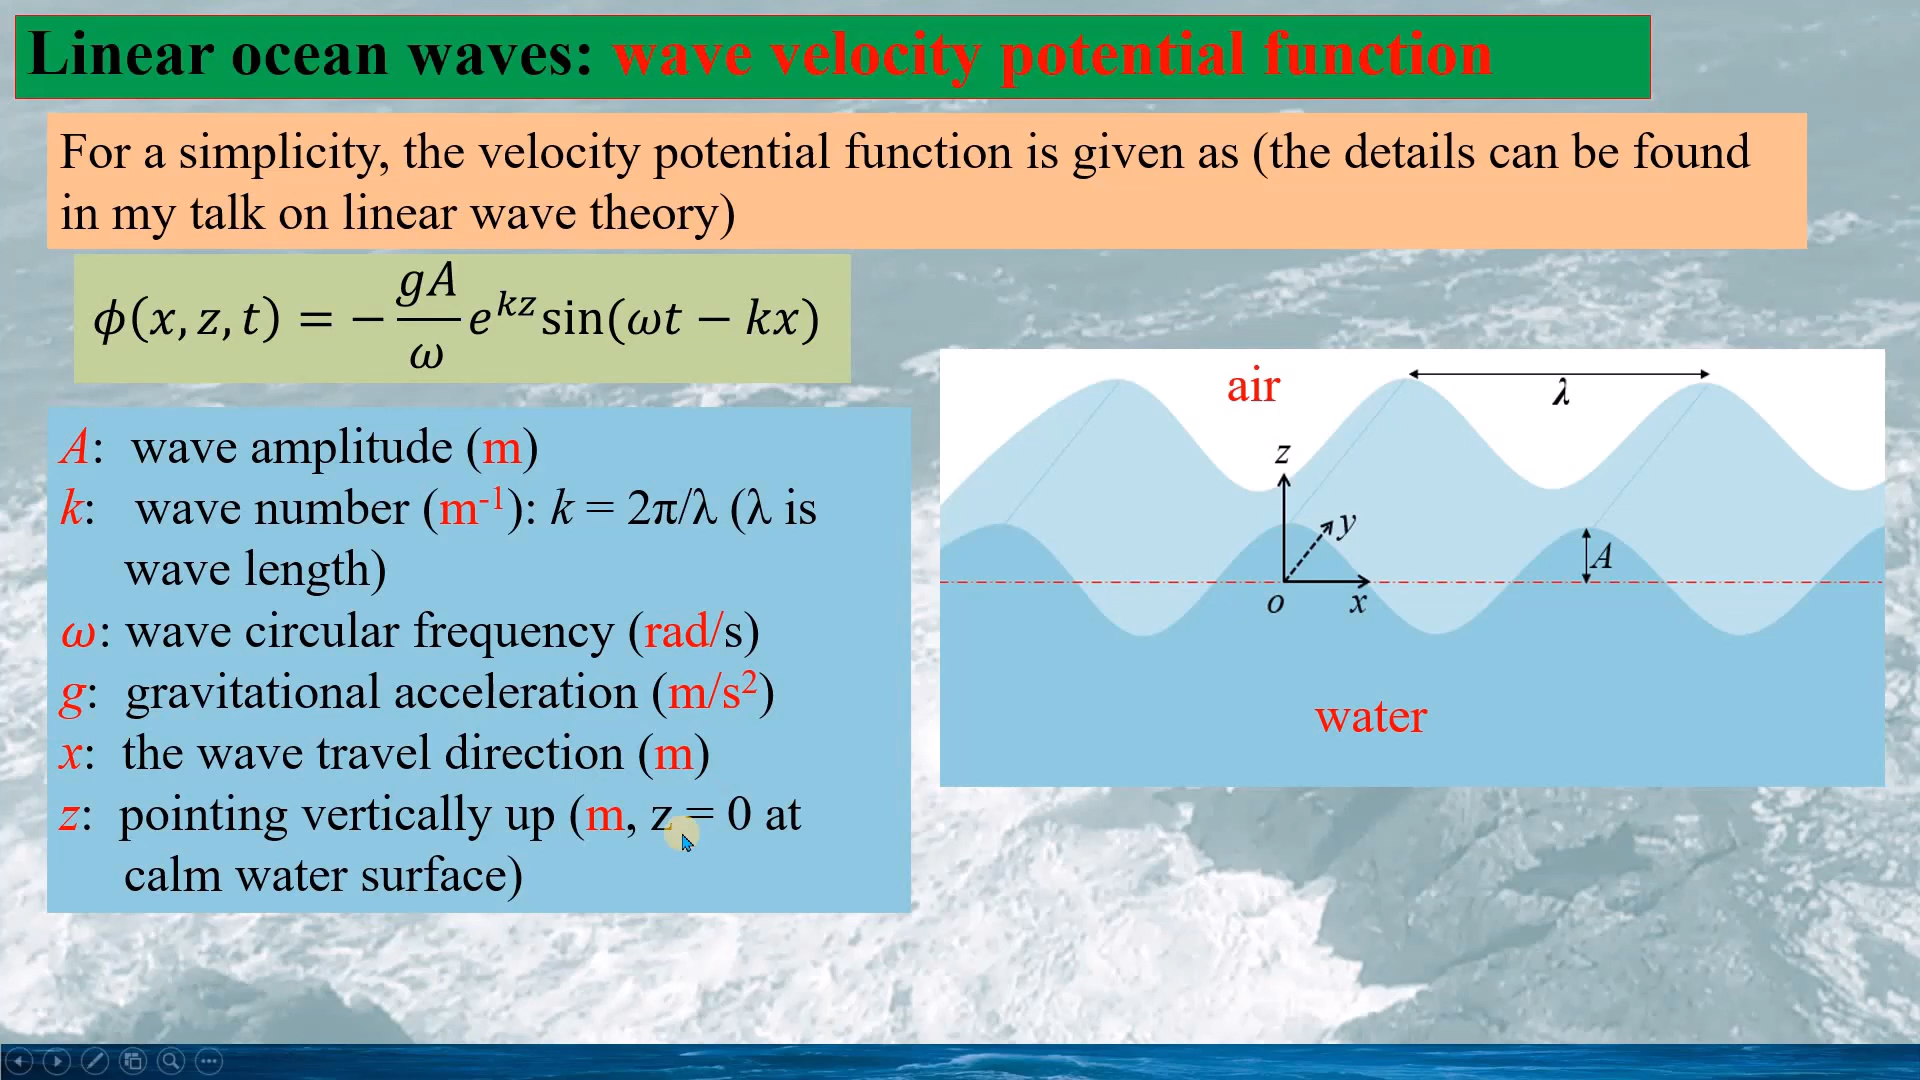 Linear ocean waves: wave velocity potential function
For a simplicity, the velocity potential function is given as (the details can be found
in my talk on linear wave theory)
ϕ(x, z, t) = −\frac{gA}{ω}e^{kz}sin(ωt − kx)
A: wave amplitude (m)
k: wave number (m⁻¹): k = 2π/λ (λ is
wave length)
ω: wave circular frequency (rad/s)
g: gravitational acceleration (m/s²)
x: the wave travel direction (m)
z: pointing vertically up (m, z = 0 at
calm water surface)
air
λ
z
y
A
o
x
water